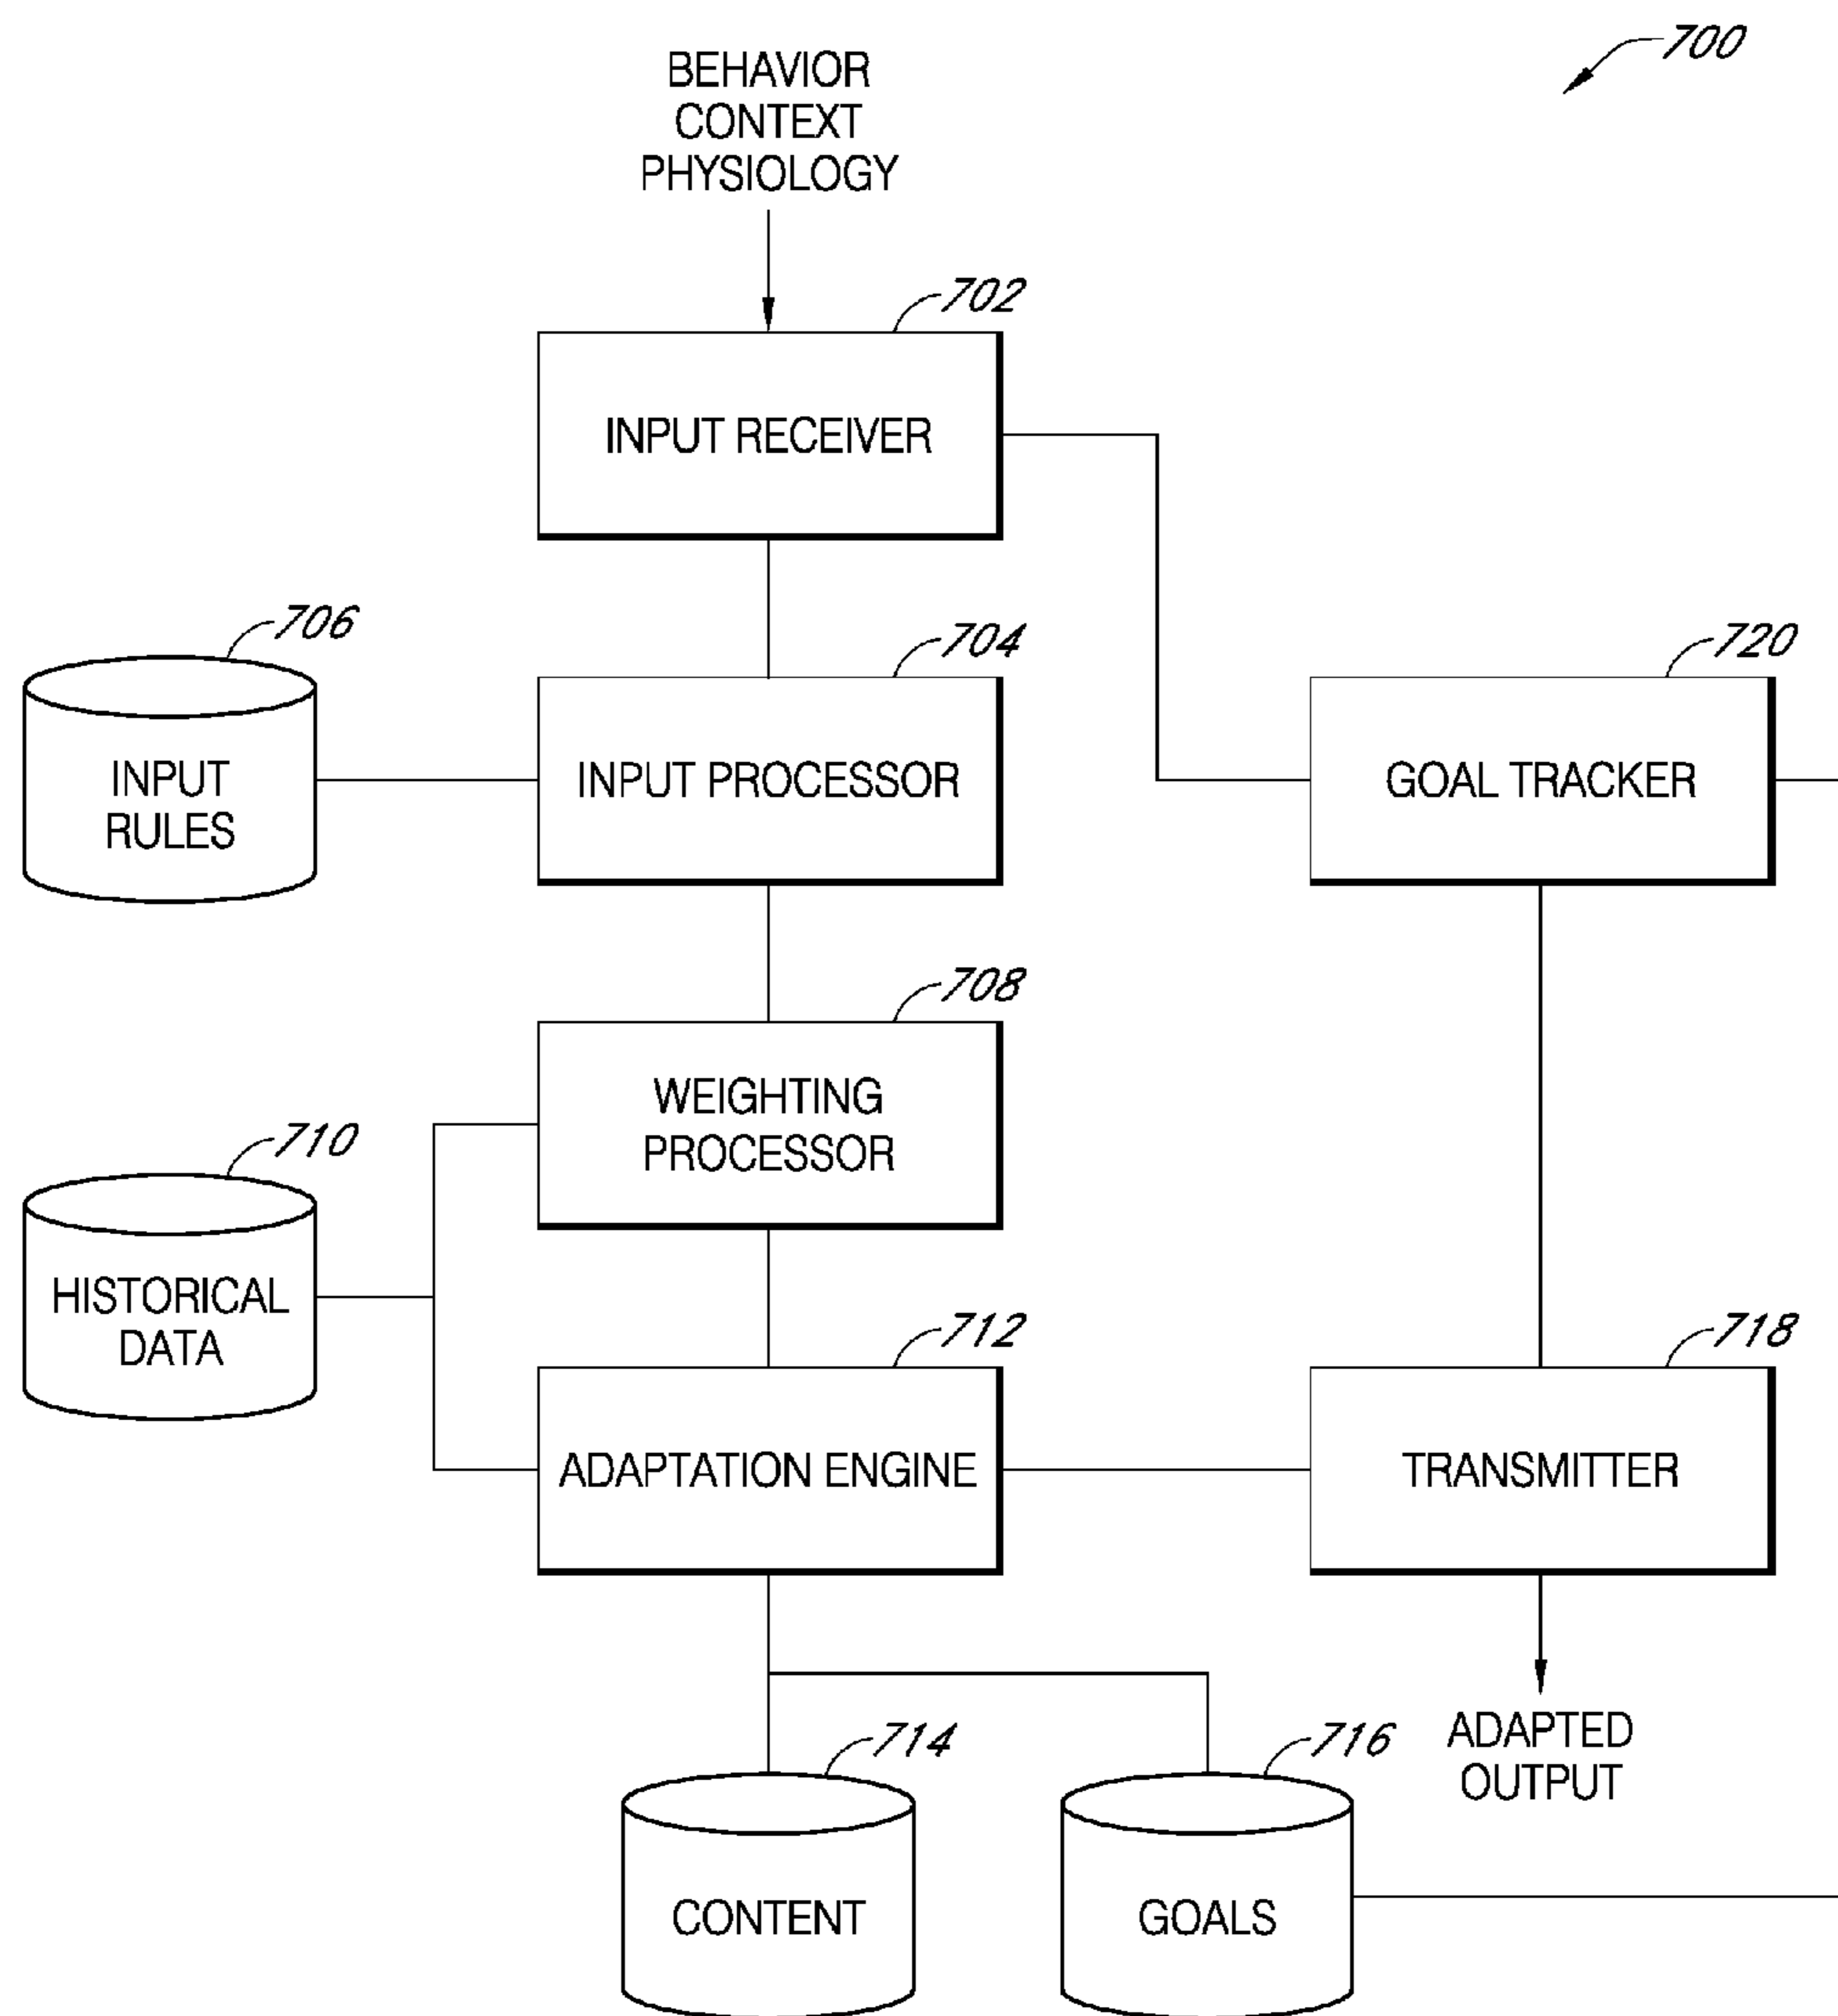 700
BEHAVIOR
CONTEXT
PHYSIOLOGY
702
INPUT RECEIVER
706
704
720
INPUT
RULES
INPUT PROCESSOR
GOAL TRACKER
708
WEIGHTING
PROCESSOR
710
HISTORICAL
DATA
712
718
ADAPTATION ENGINE
TRANSMITTER
714
716
ADAPTED
OUTPUT
CONTENT
GOALS